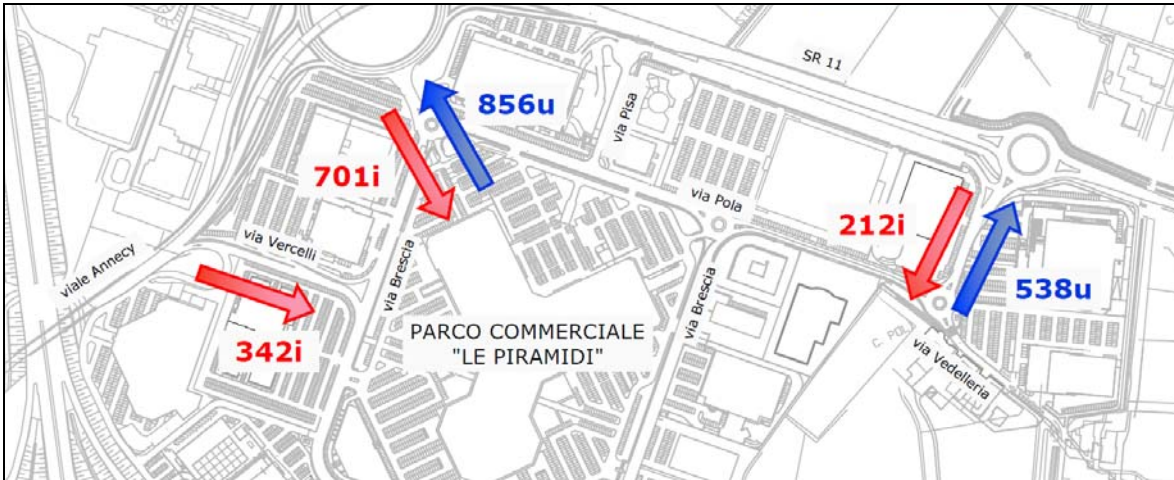 SR 11
856u
via Pisa
701i
via Pola
212i
via Vercelli
viale Annecy
via Brescia
538u
PARCO COMMERCIALE
"LE PIRAMIDI"
via Brescia
342i
C. POL
via Vedelleria